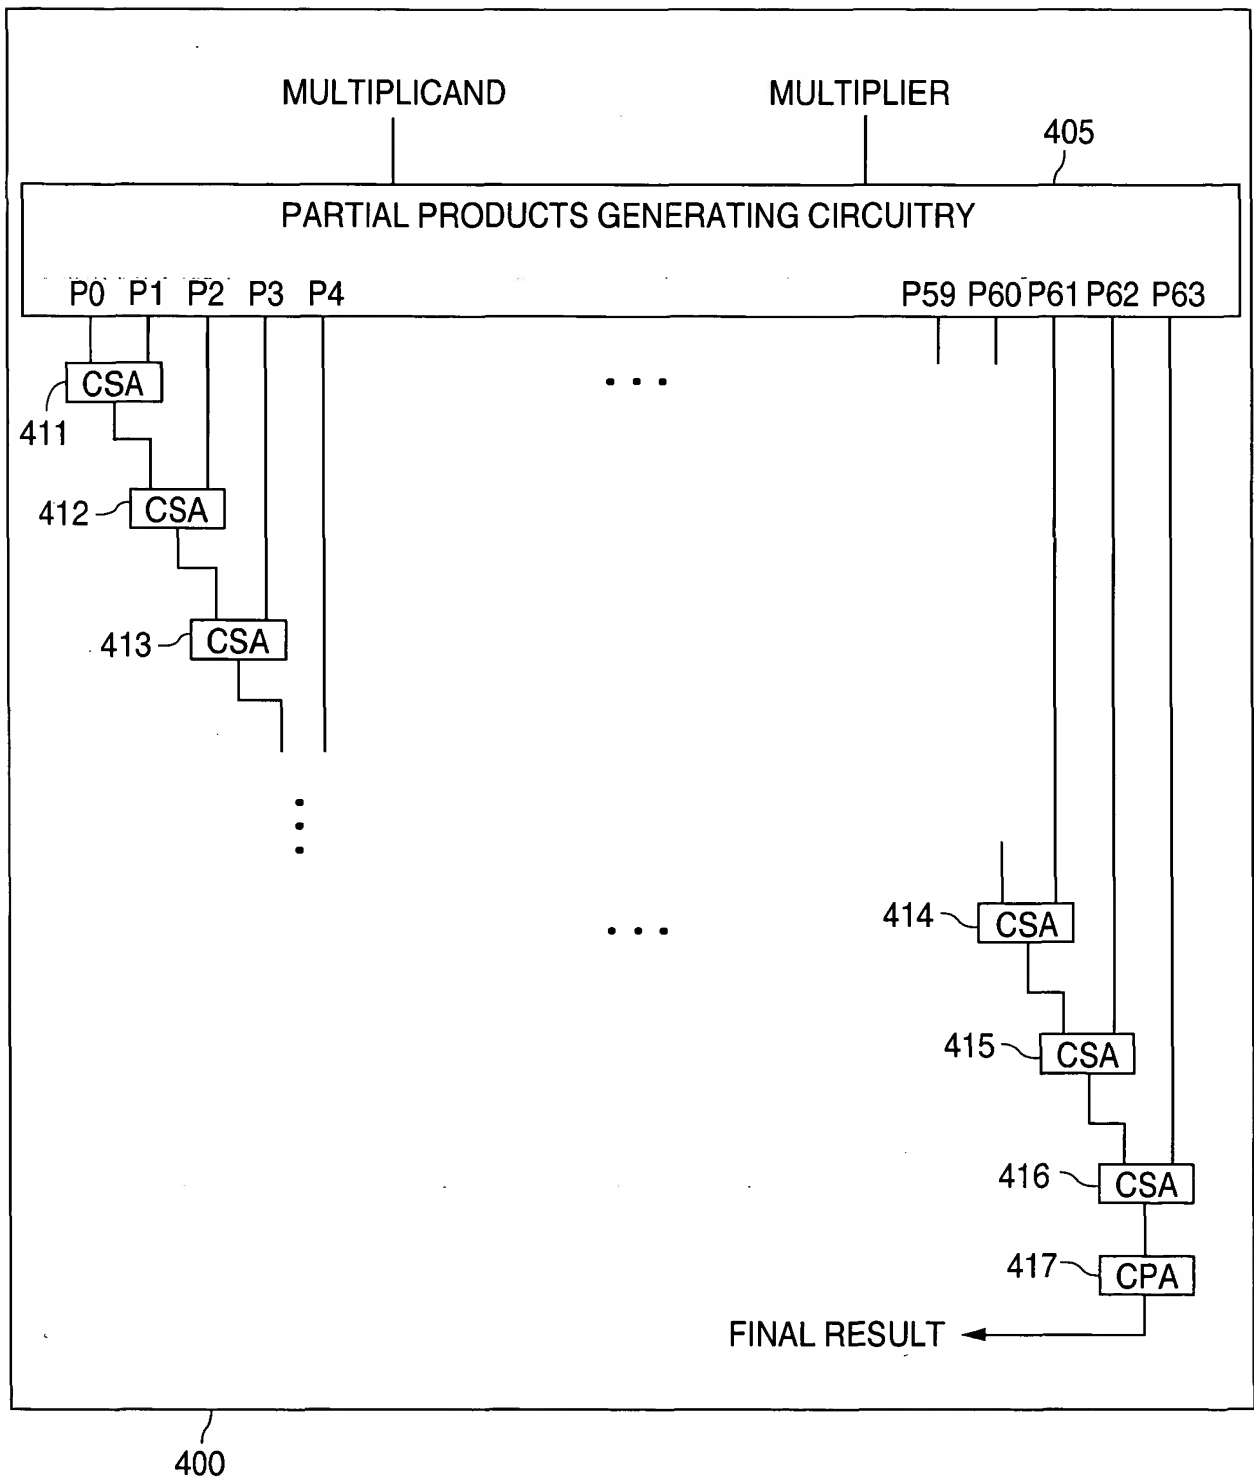 MULTIPLICAND MULTIPLIER
405
PARTIAL PRODUCTS GENERATING CIRCUITRY
P0 P1 P2 P3 P4 P59 P60 P61 P62 P63
CSA
411
CSA
412
CSA
413
CSA
414
CSA
415
CSA
416
CPA
417
FINAL RESULT
400